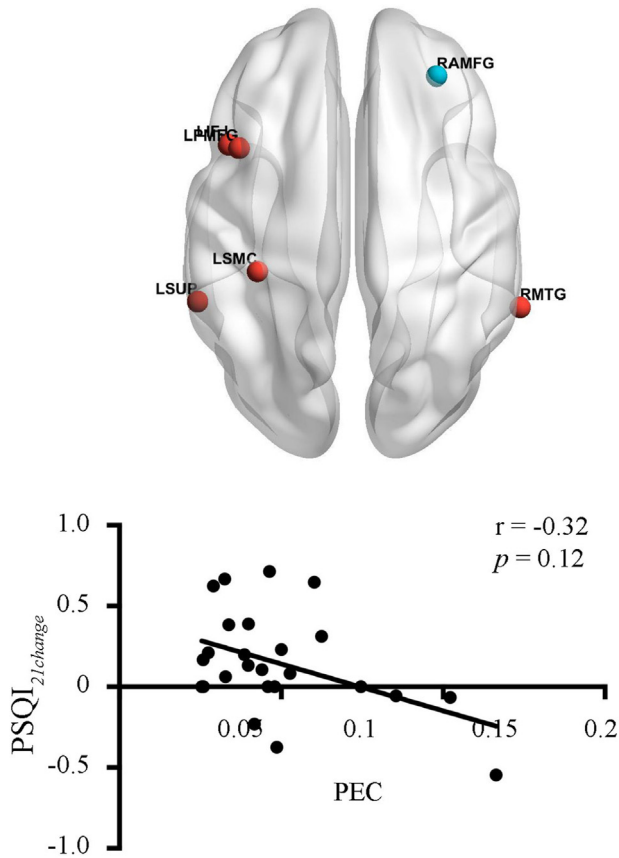 RAMFG
LPMFG
LSMC
LSUP
RMTG
r = -0.32
p = 0.12
1.0
0.5
0
-0.5
-1.0
PSQI21change
0.05 0.1 0.15 0.2
PEC